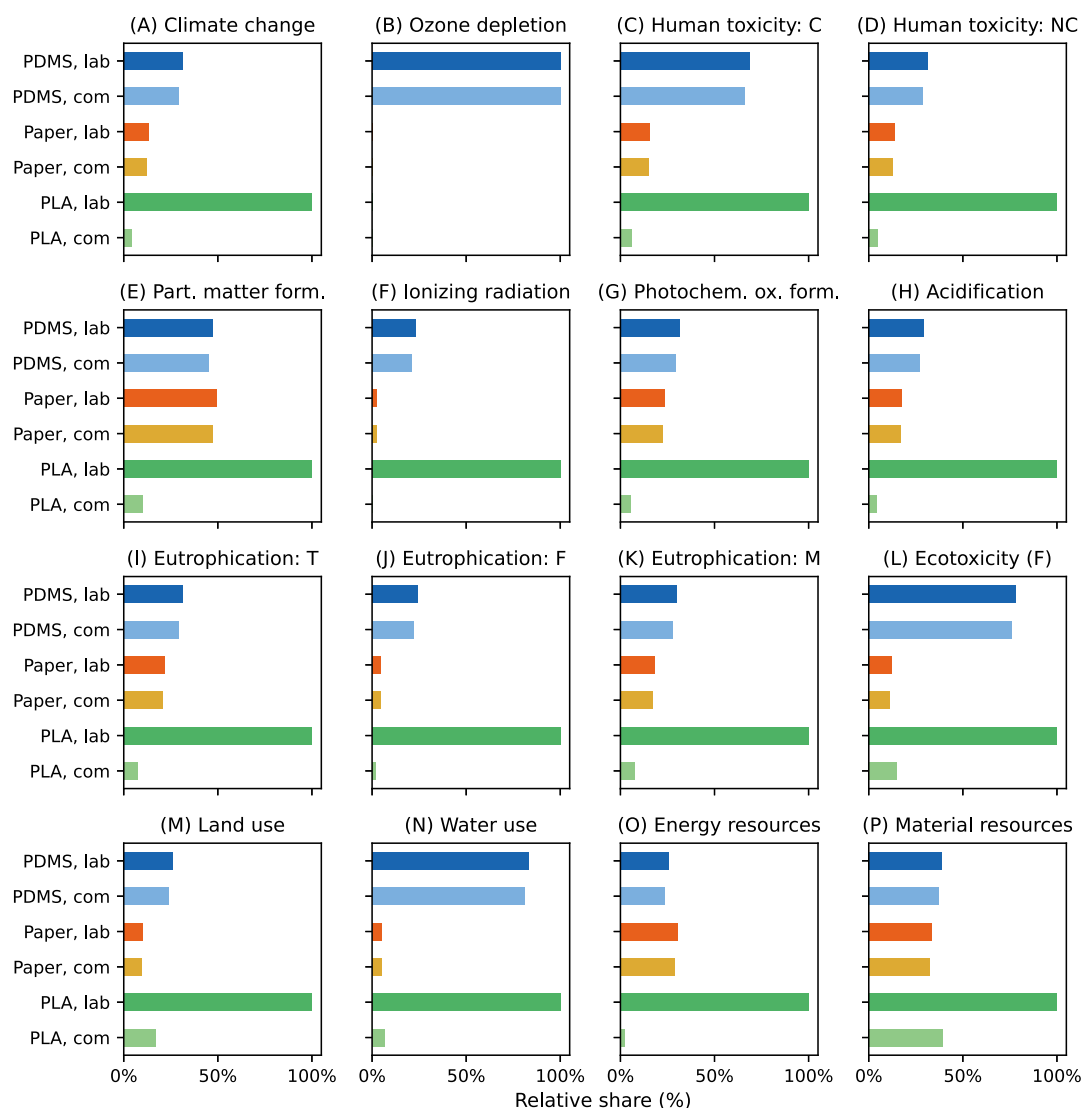 (A) Climate change
(B) Ozone depletion
(C) Human toxicity: C
(D) Human toxicity: NC
PDMS, lab
PDMS, com
Paper, lab
Paper, com
PLA, lab
PLA, com
(E) Part. matter form.
(F) Ionizing radiation
(G) Photochem. ox. form.
(H) Acidification
PDMS, lab
PDMS, com
Paper, lab
Paper, com
PLA, lab
PLA, com
(I) Eutrophication: T
(J) Eutrophication: F
(K) Eutrophication: M
(L) Ecotoxicity (F)
PDMS, lab
PDMS, com
Paper, lab
Paper, com
PLA, lab
PLA, com
(M) Land use
(N) Water use
(O) Energy resources
(P) Material resources
PDMS, lab
PDMS, com
Paper, lab
Paper, com
PLA, lab
PLA, com
0% 50% 100%
0% 50% 100%
0% 50% 100%
0% 50% 100%
Relative share (%)